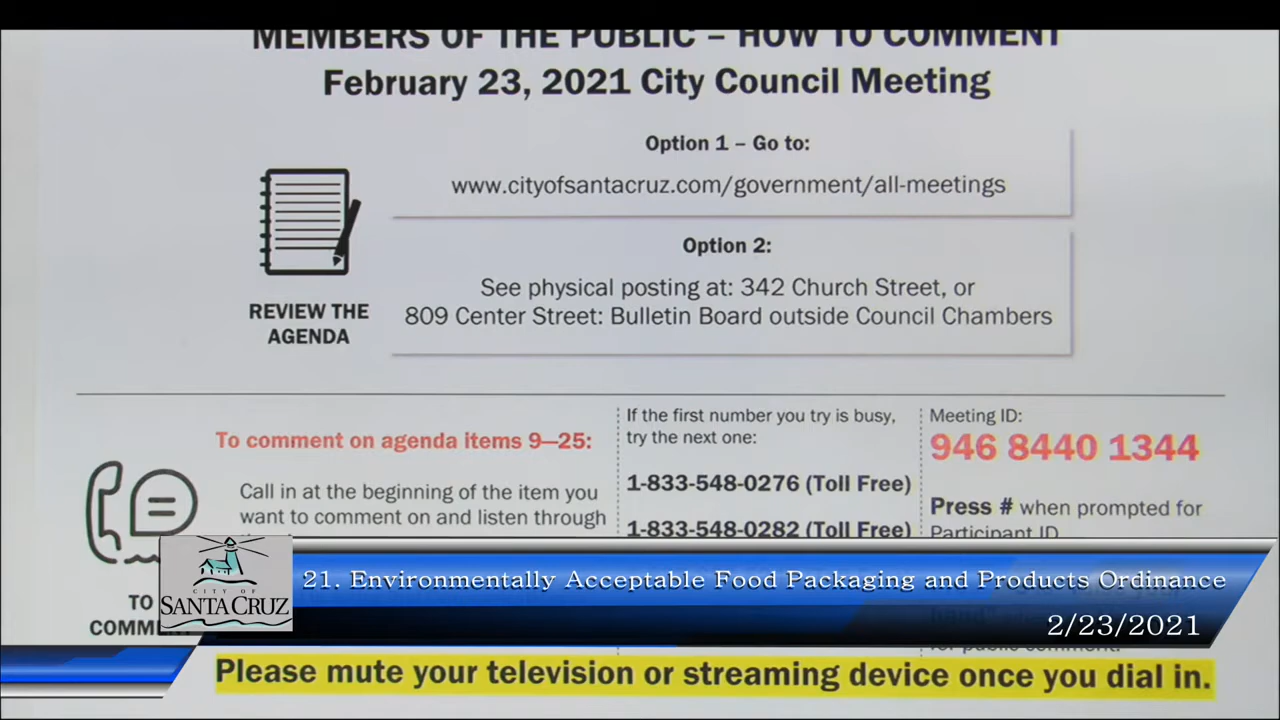 MEMBERS OF THE PUBLIC – HOW TO COMMENT
February 23, 2021 City Council Meeting
Option 1 – Go to:
www.cityofsantacruz.com/government/all-meetings
Option 2:
See physical posting at: 342 Church Street, or
809 Center Street: Bulletin Board outside Council Chambers
REVIEW THE
AGENDA
To comment on agenda items 9—25:
Call in at the beginning of the item you
want to comment on and listen through
TO
If the first number you try is busy,
try the next one:
1-833-548-0276 (Toll Free)
1-833-548-0282 (Toll Free)
Meeting ID:
946 8440 1344
Press # when prompted for
Participant ID
for public comment.
CITY OF
SANTA CRUZ
21. Environmentally Acceptable Food Packaging and Products Ordinance
2/23/2021
Please mute your television or streaming device once you dial in.